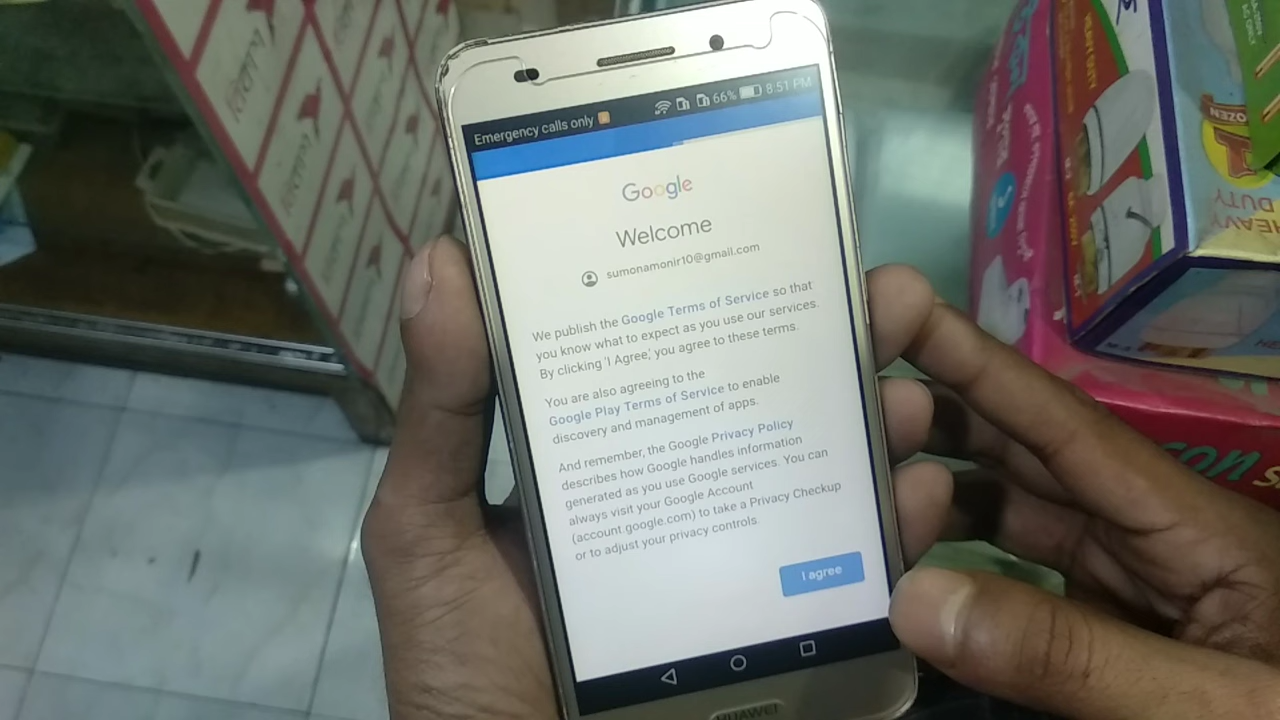 Emergency calls only
66%
8:51 PM
Google
Welcome
sumonamonir10@gmail.com
We publish the Google Terms of Service so that
you know what to expect as you use our services.
By clicking 'I Agree', you agree to these terms.
You are also agreeing to the
Google Play Terms of Service to enable
discovery and management of apps.
And remember, the Google Privacy Policy
describes how Google handles information
generated as you use Google services. You can
always visit your Google Account
(account.google.com) to take a Privacy Checkup
or to adjust your privacy controls.
I agree
HUAWEI
HEAVY
DUTY